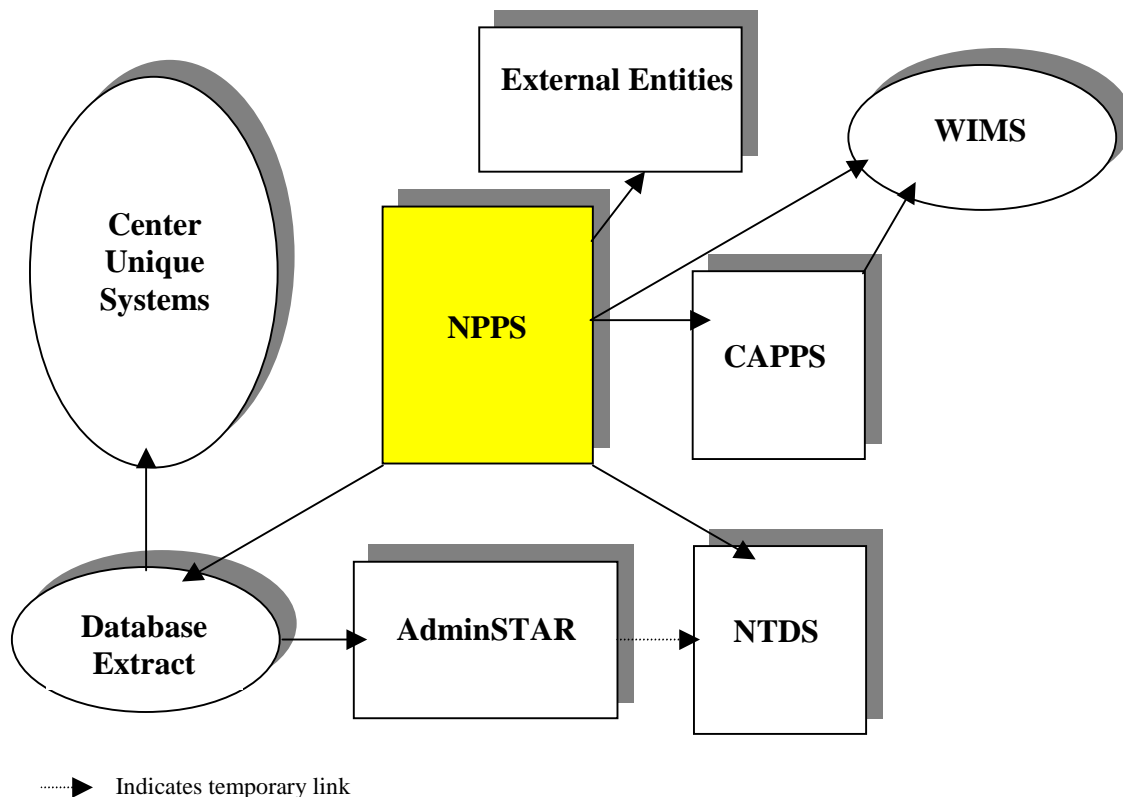 External Entities
WIMS
Center
Unique
Systems
NPPS
CAPPS
Database
Extract
AdminSTAR
NTDS
Indicates temporary link